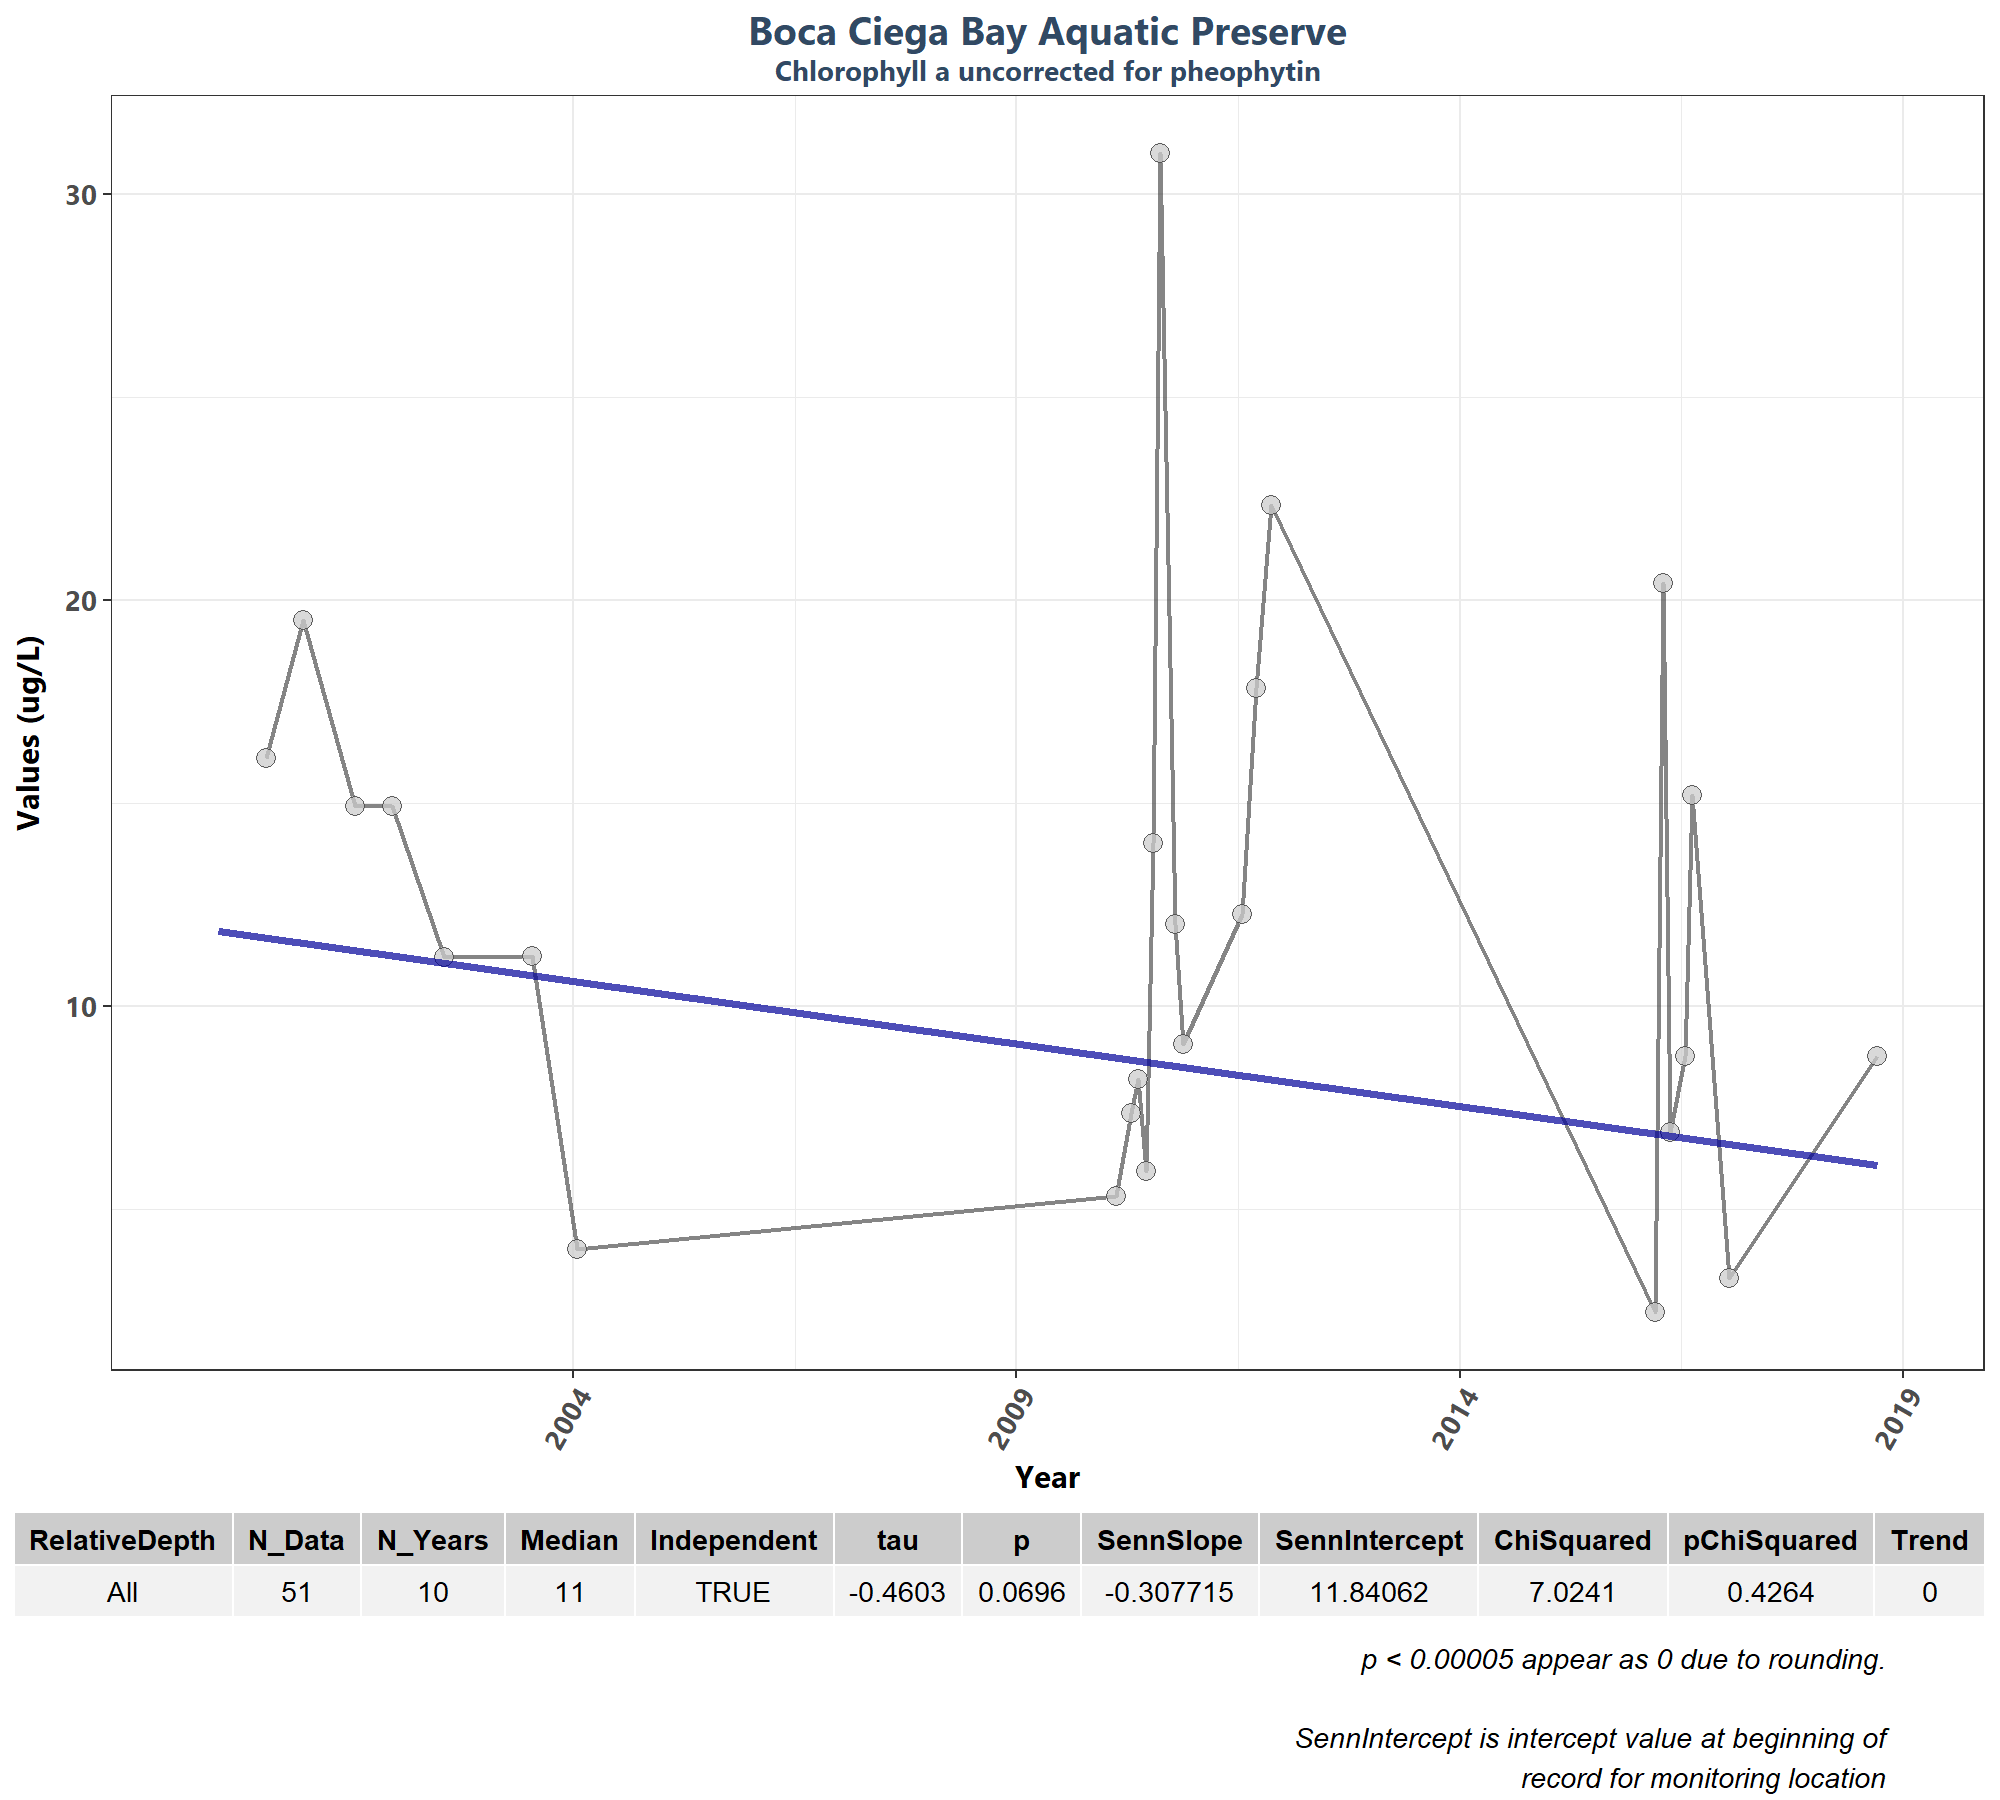 Boca Ciega Bay Aquatic Preserve
Chlorophyll a uncorrected for pheophytin
Values (ug/L)
30
20
10
2004
2009
2014
2019
Year
RelativeDepth N_Data N_Years Median Independent tau p SennSlope SennIntercept ChiSquared pChiSquared Trend
All 51 10 11 TRUE -0.4603 0.0696 -0.307715 11.84062 7.0241 0.4264 0
p < 0.00005 appear as 0 due to rounding.
SennIntercept is intercept value at beginning of
record for monitoring location